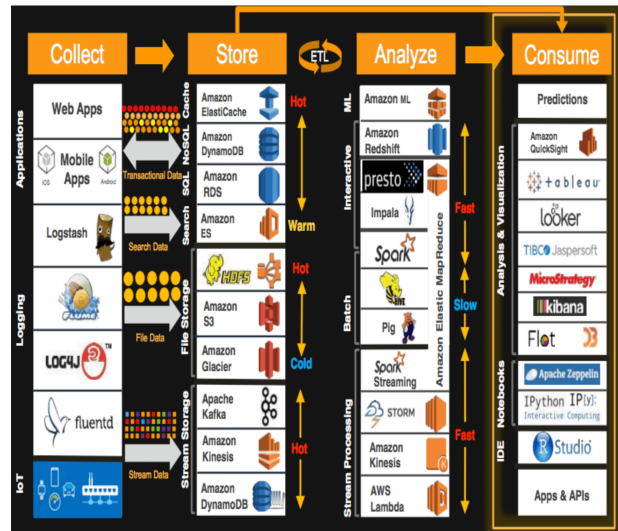 Collect
Store
ETL
Analyze
Consume
Applications
Web Apps
iOS
Mobile
Apps
Android
Logstash
Logging
FLUME
LOG4J
TM
fluentd
IoT
Transactional Data
Search Data
File Data
Stream Data
Cache
NoSQL
SQL
Search
File Storage
Stream Storage
Amazon
ElastiCache
Amazon
DynamoDB
Amazon
RDS
Amazon
ES
HDFS
Amazon
S3
Amazon
Glacier
Apache
Kafka
Amazon
Kinesis
Amazon
DynamoDB
Hot
Warm
Hot
Cold
Hot
ML
Interactive
Batch
Stream Processing
Amazon ML
Amazon
Redshift
presto
Impala
Spark
HIVE
Pig
Spark
Streaming
STORM
Amazon
Kinesis
AWS
Lambda
Amazon Elastic MapReduce
Fast
Slow
Fast
Analysis & Visualization
Notebooks
IDE
Predictions
Amazon
QuickSight
tableau
looker
TIBCO Jaspersoft
MicroStrategy
kibana
Flot
D3
Apache Zeppelin
IPython IP[y]:
Interactive Computing
R Studio
Apps & APIs